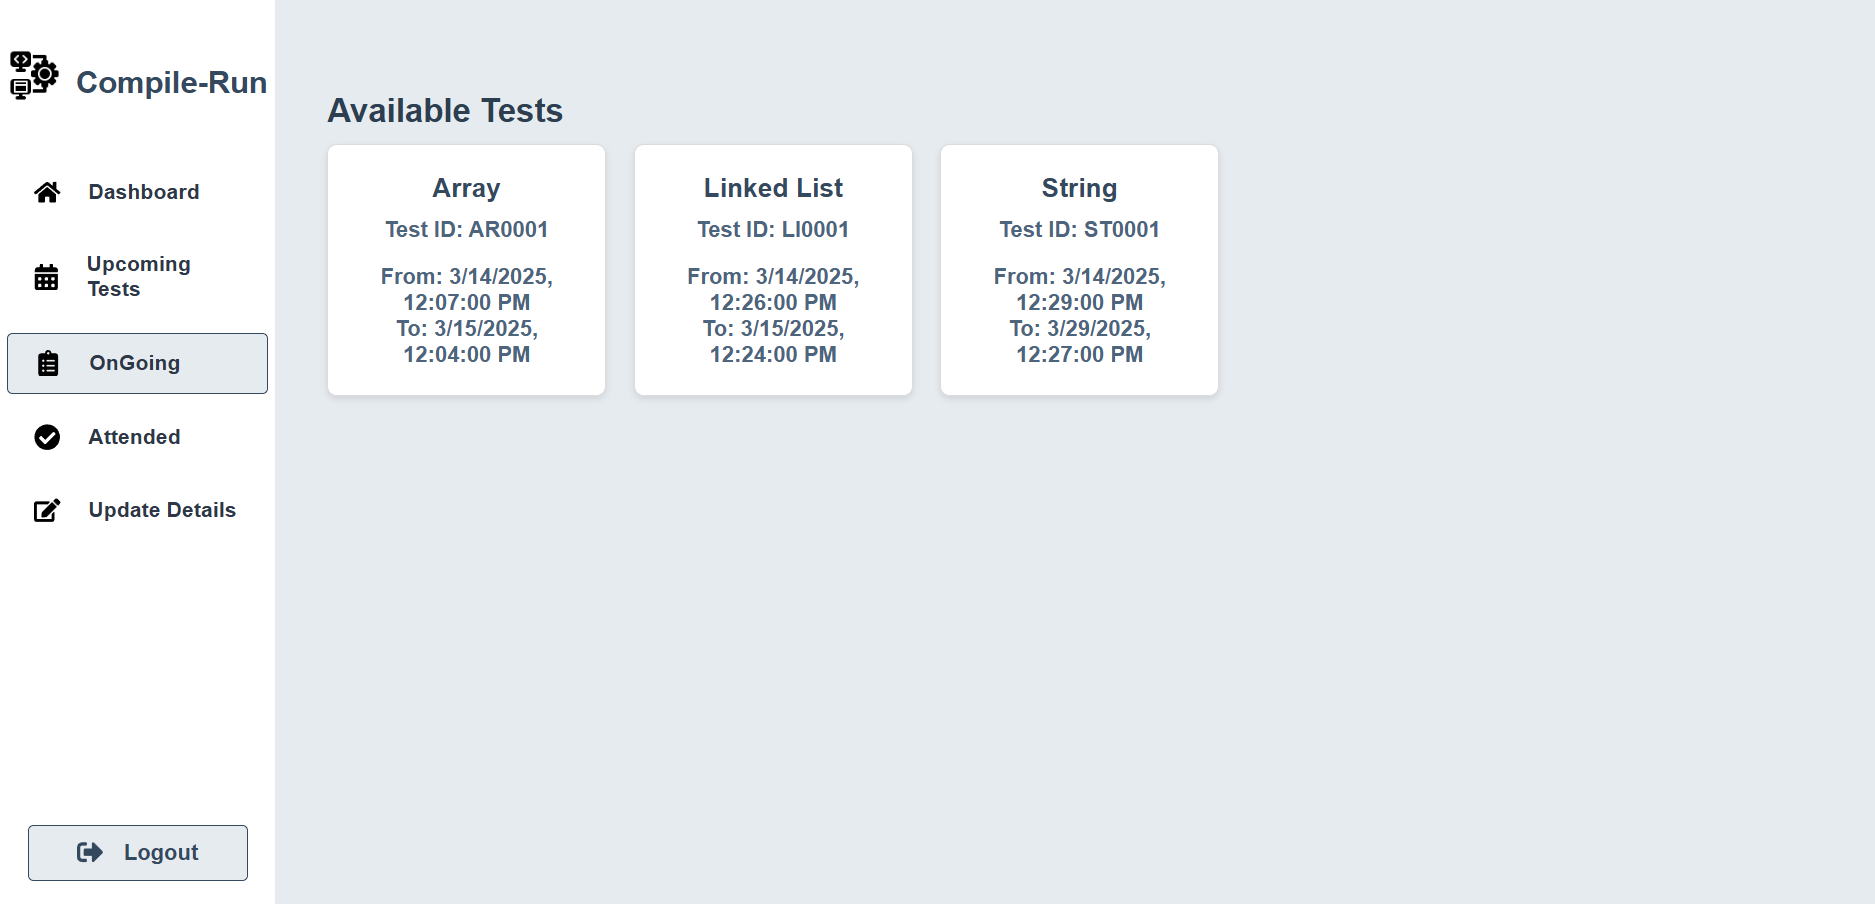 Compile-Run
Dashboard
Upcoming
Tests
OnGoing
Attended
Update Details
Logout
Available Tests
Array
Test ID: AR0001
From: 3/14/2025,
12:07:00 PM
To: 3/15/2025,
12:04:00 PM
Linked List
Test ID: LI0001
From: 3/14/2025,
12:26:00 PM
To: 3/15/2025,
12:24:00 PM
String
Test ID: ST0001
From: 3/14/2025,
12:29:00 PM
To: 3/29/2025,
12:27:00 PM